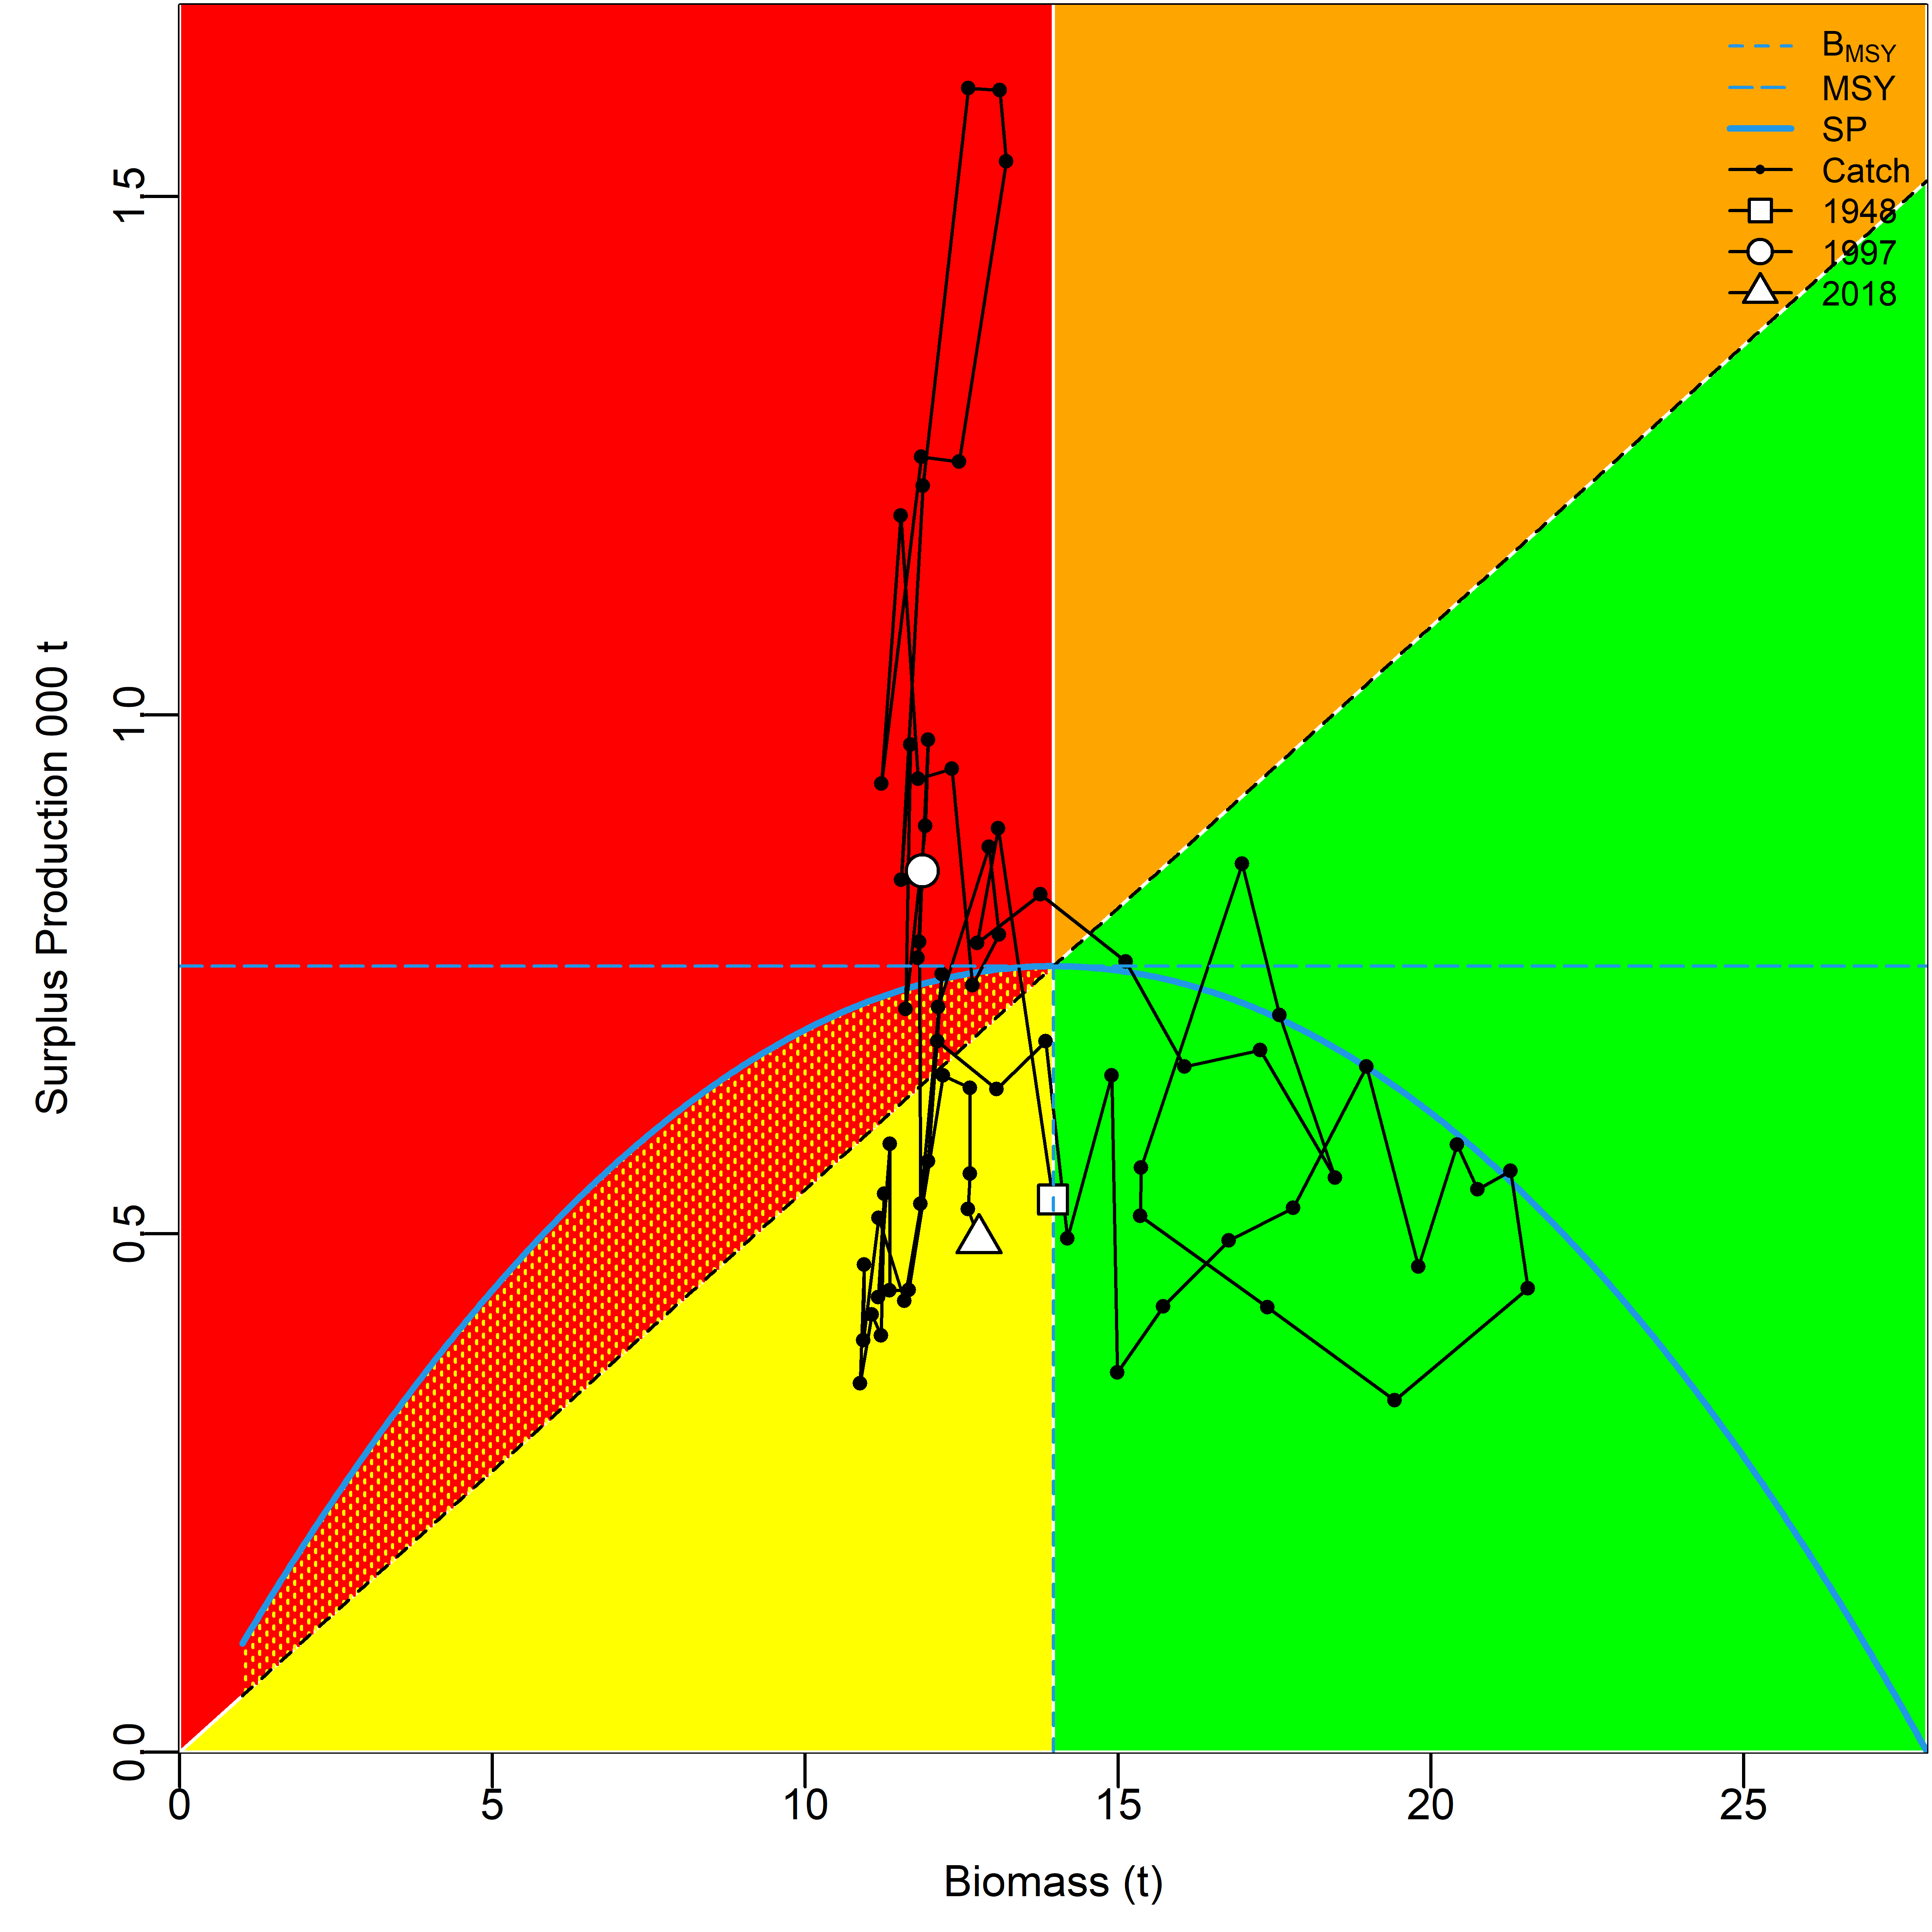 B_MSY
MSY
SP
Catch
1948
1997
2018
Surplus Production 000 t
1 5
1 0
0 5
0 0
0 5 10 15 20 25
Biomass (t)